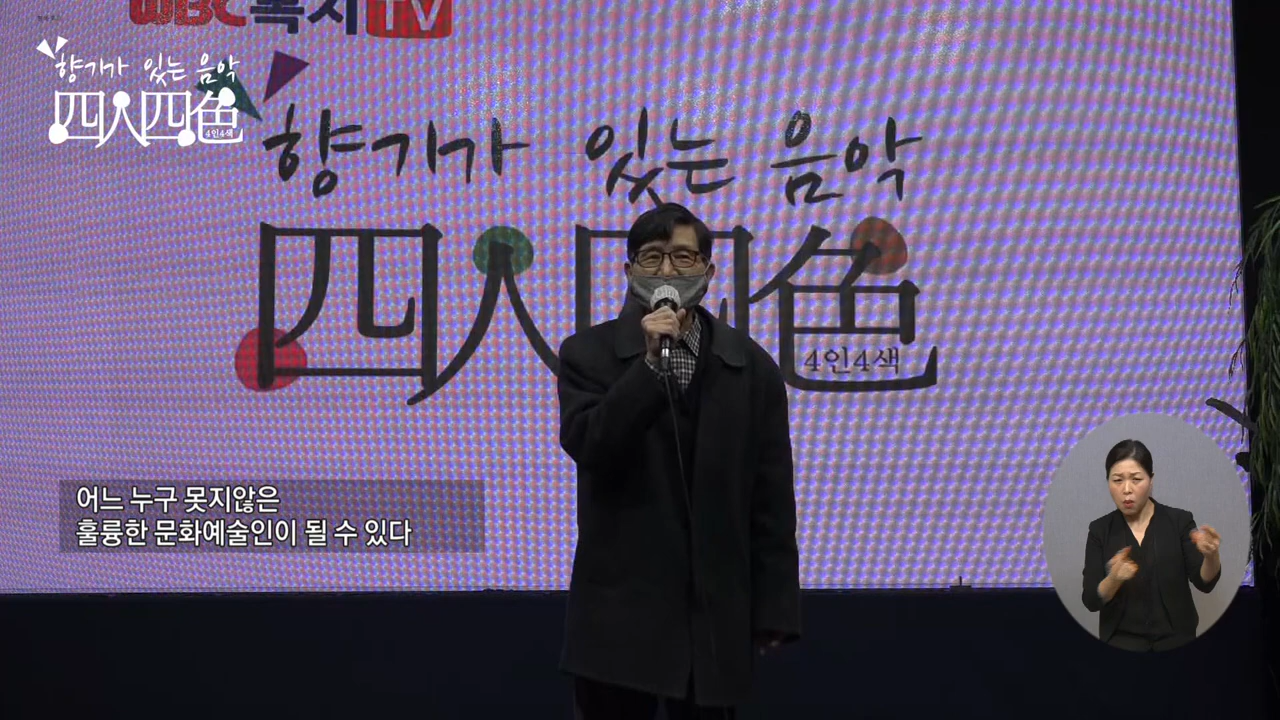 WBC복지TV
향기가 있는 음악
四人四色
4인4색
향기가 있는 음악
四人四色
4인4색
어느 누구 못지않은
훌륭한 문화예술인이 될 수 있다